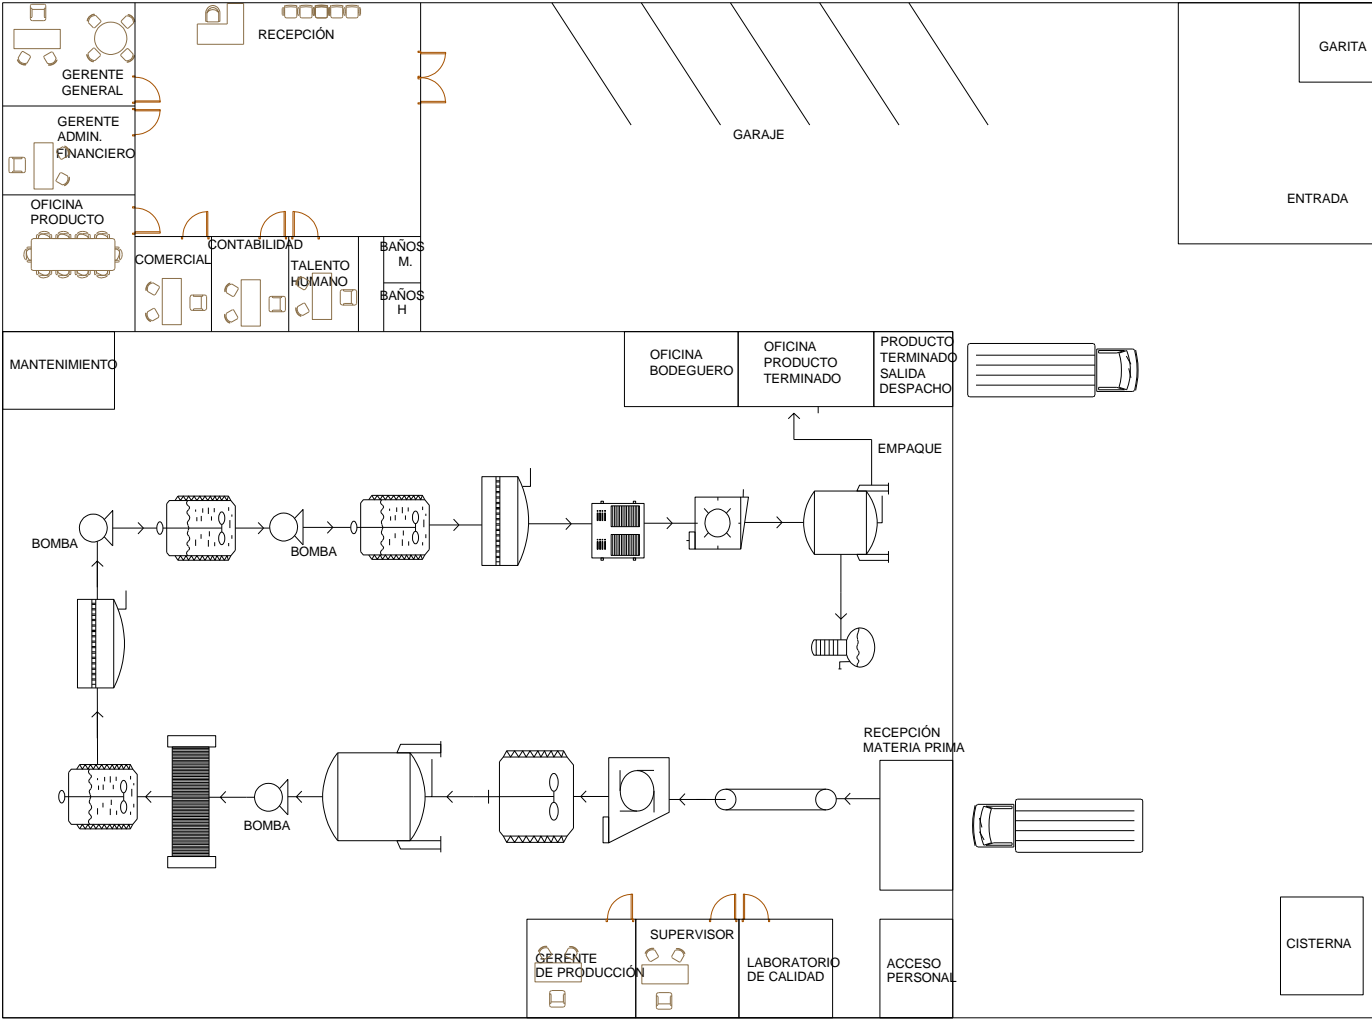 RECEPCIÓN
GARITA
GERENTE
GENERAL
GERENTE
ADMIN.
FINANCIERO
GARAJE
ENTRADA
OFICINA
PRODUCTO
COMERCIAL
CONTABILIDAD
TALENTO
HUMANO
BAÑOS
M.
BAÑOS
H
MANTENIMIENTO
OFICINA
BODEGUERO
OFICINA
PRODUCTO
TERMINADO
PRODUCTO
TERMINADO
SALIDA
DESPACHO
EMPAQUE
BOMBA
BOMBA
RECEPCIÓN
MATERIA PRIMA
BOMBA
GERENTE
DE PRODUCCIÓN
SUPERVISOR
LABORATORIO
DE CALIDAD
ACCESO
PERSONAL
CISTERNA